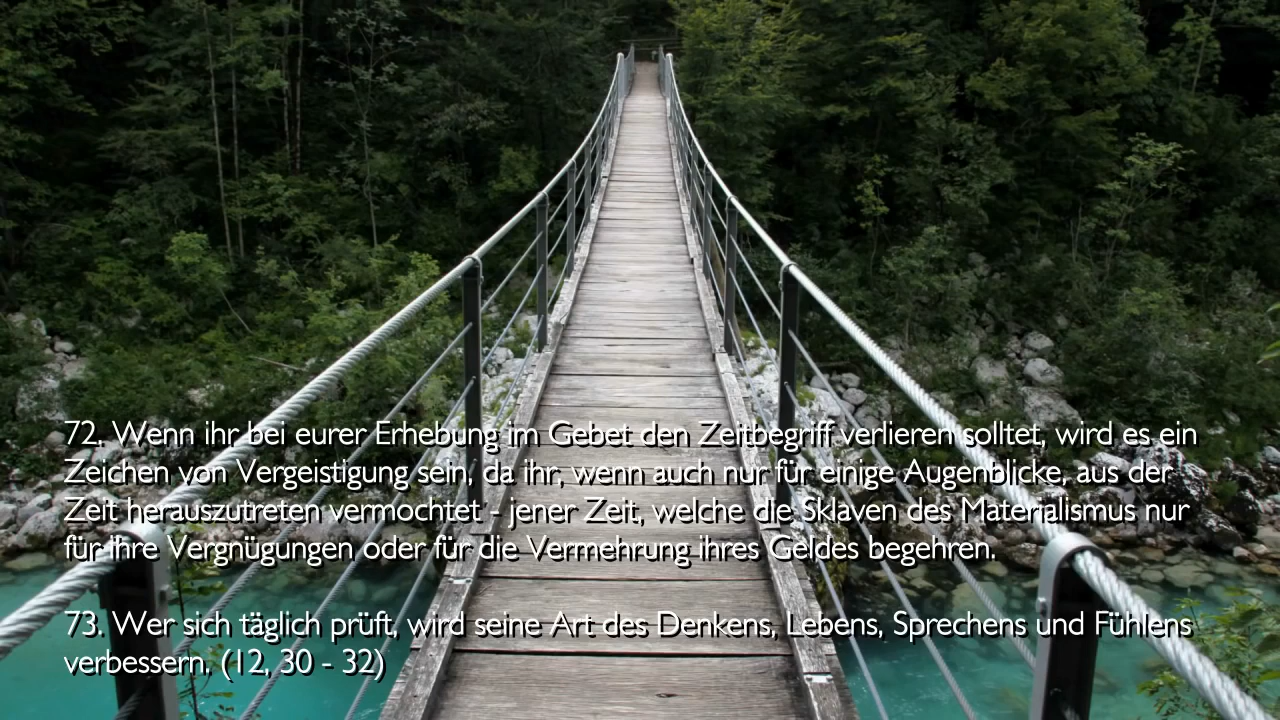 72. Wenn ihr bei eurer Erhebung im Gebet den Zeitbegriff verlieren solltet, wird es ein
Zeichen von Vergeistigung sein, da ihr, wenn auch nur für einige Augenblicke, aus der
Zeit herauszutreten vermochtet - jener Zeit, welche die Sklaven des Materialismus nur
für ihre Vergnügungen oder für die Vermehrung ihres Geldes begehren.
73. Wer sich täglich prüft, wird seine Art des Denkens, Lebens, Sprechens und Fühlens
verbessern. (12, 30 - 32)